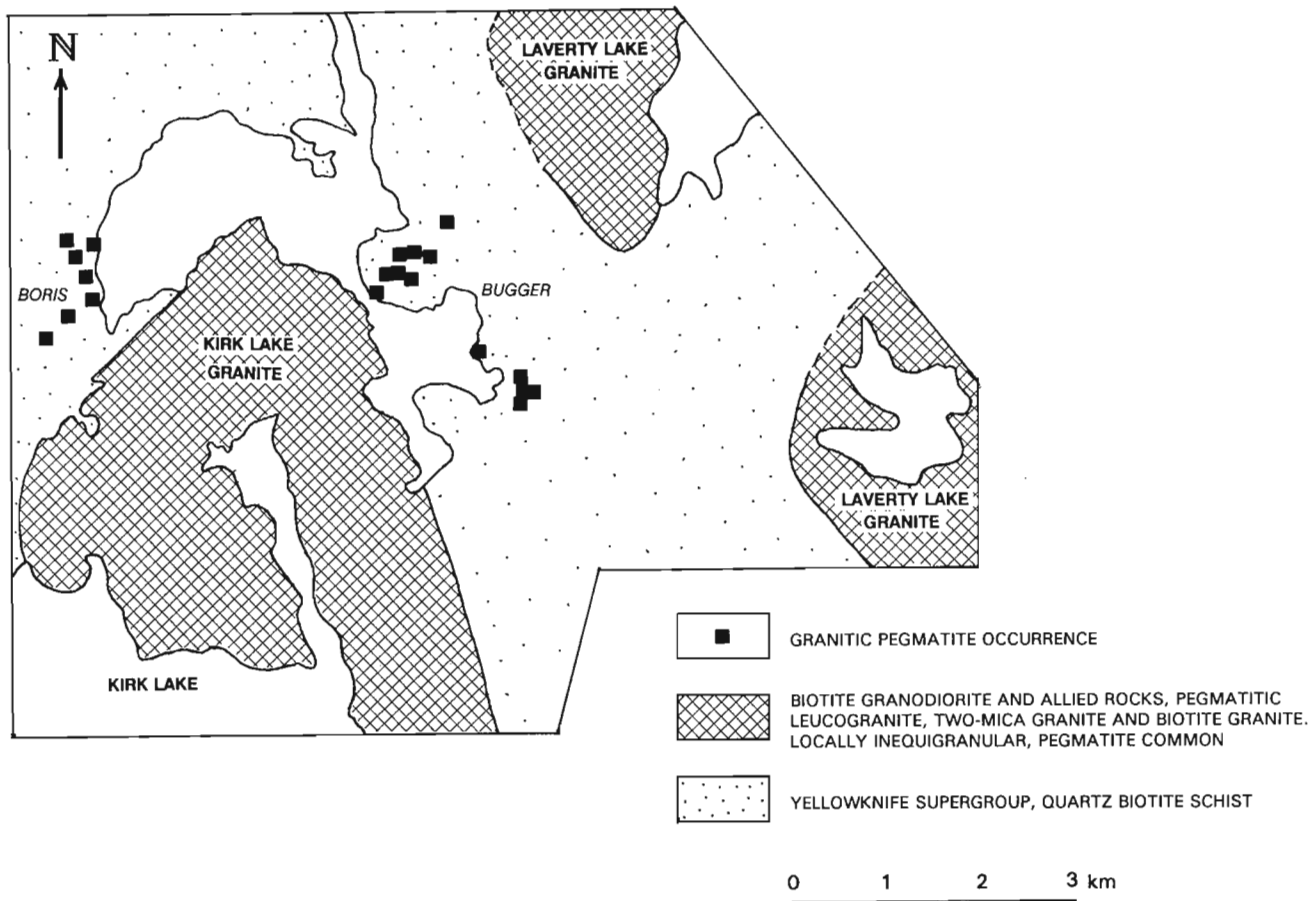 N
LAVERTY LAKE
GRANITE
BORIS
BUGGER
KIRK LAKE
GRANITE
LAVERTY LAKE
GRANITE
KIRK LAKE
GRANITIC PEGMATITE OCCURRENCE
BIOTITE GRANODIORITE AND ALLIED ROCKS, PEGMATITIC
LEUCOGRANITE, TWO-MICA GRANITE AND BIOTITE GRANITE.
LOCALLY INEQUIGRANULAR, PEGMATITE COMMON
YELLOWKNIFE SUPERGROUP, QUARTZ BIOTITE SCHIST
0 1 2 3 km